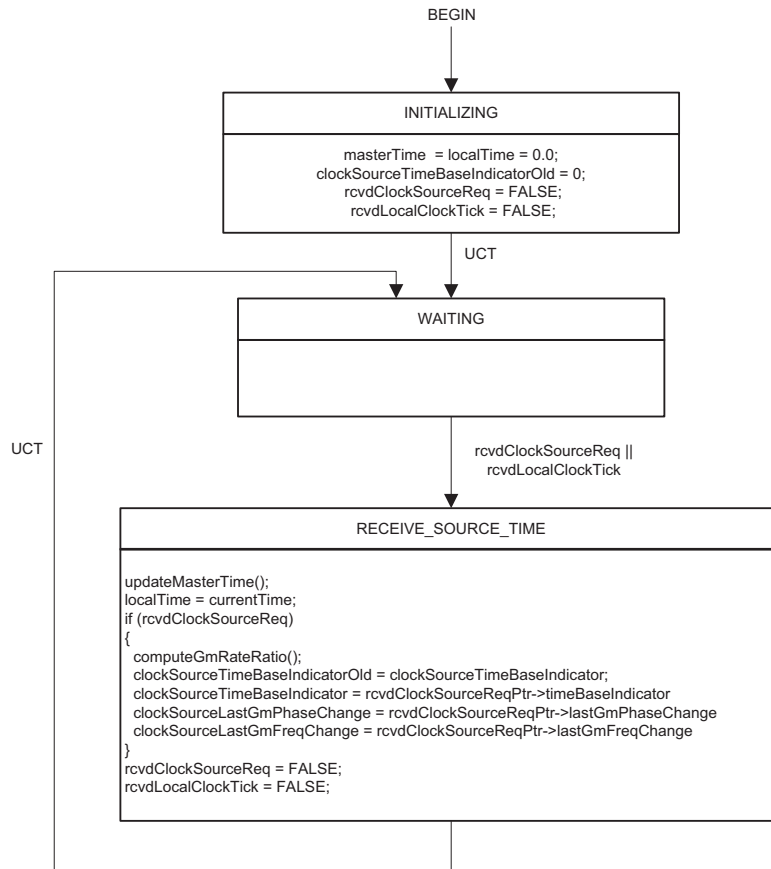 BEGIN
INITIALIZING
masterTime = localTime = 0.0;
clockSourceTimeBaseIndicatorOld = 0;
rcvdClockSourceReq = FALSE;
rcvdLocalClockTick = FALSE;
UCT
WAITING
UCT
rcvdClockSourceReq ||
rcvdLocalClockTick
RECEIVE_SOURCE_TIME
updateMasterTime();
localTime = currentTime;
if (rcvdClockSourceReq)
{
computeGmRateRatio();
clockSourceTimeBaseIndicatorOld = clockSourceTimeBaseIndicator;
clockSourceTimeBaseIndicator = rcvdClockSourceReqPtr->timeBaseIndicator
clockSourceLastGmPhaseChange = rcvdClockSourceReqPtr->lastGmPhaseChange
clockSourceLastGmFreqChange = rcvdClockSourceReqPtr->lastGmFreqChange
}
rcvdClockSourceReq = FALSE;
rcvdLocalClockTick = FALSE;